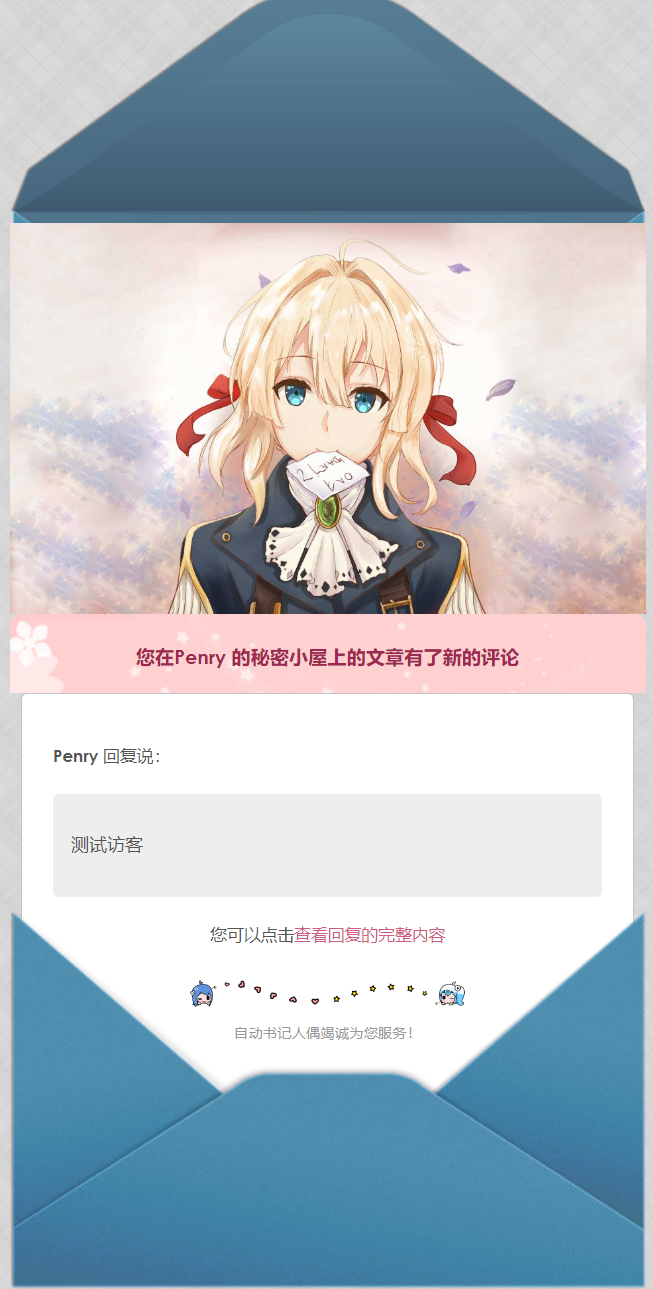 您在Penry 的秘密小屋上的文章有了新的评论
Penry 回复说：
测试访客
您可以点击查看回复的完整内容
自动书记人偶竭诚为您服务！